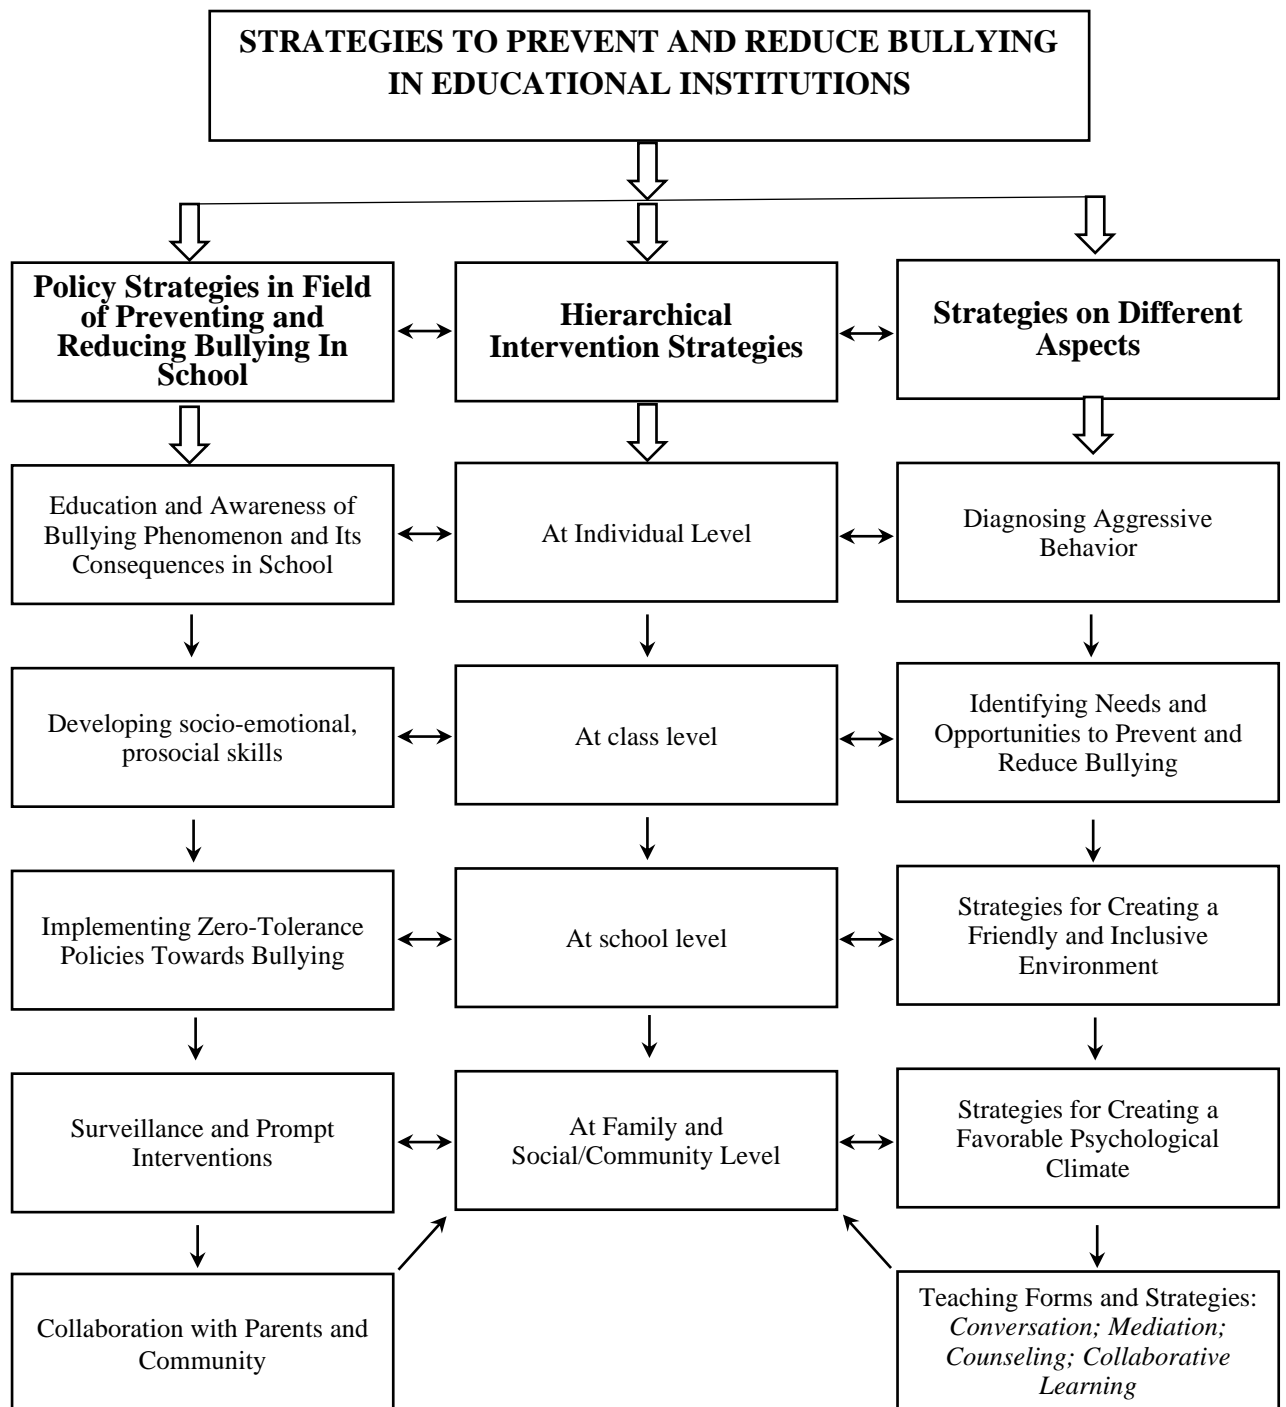 STRATEGIES TO PREVENT AND REDUCE BULLYING
IN EDUCATIONAL INSTITUTIONS
Policy Strategies in Field
of Preventing and
Reducing Bullying In
School
Hierarchical
Intervention Strategies
Strategies on Different
Aspects
Education and Awareness of
Bullying Phenomenon and Its
Consequences in School
At Individual Level
Diagnosing Aggressive
Behavior
Developing socio-emotional,
prosocial skills
At class level
Identifying Needs and
Opportunities to Prevent and
Reduce Bullying
Implementing Zero-Tolerance
Policies Towards Bullying
At school level
Strategies for Creating a
Friendly and Inclusive
Environment
Surveillance and Prompt
Interventions
At Family and
Social/Community Level
Strategies for Creating a
Favorable Psychological
Climate
Collaboration with Parents and
Community
Teaching Forms and Strategies:
Conversation; Mediation;
Counseling; Collaborative
Learning